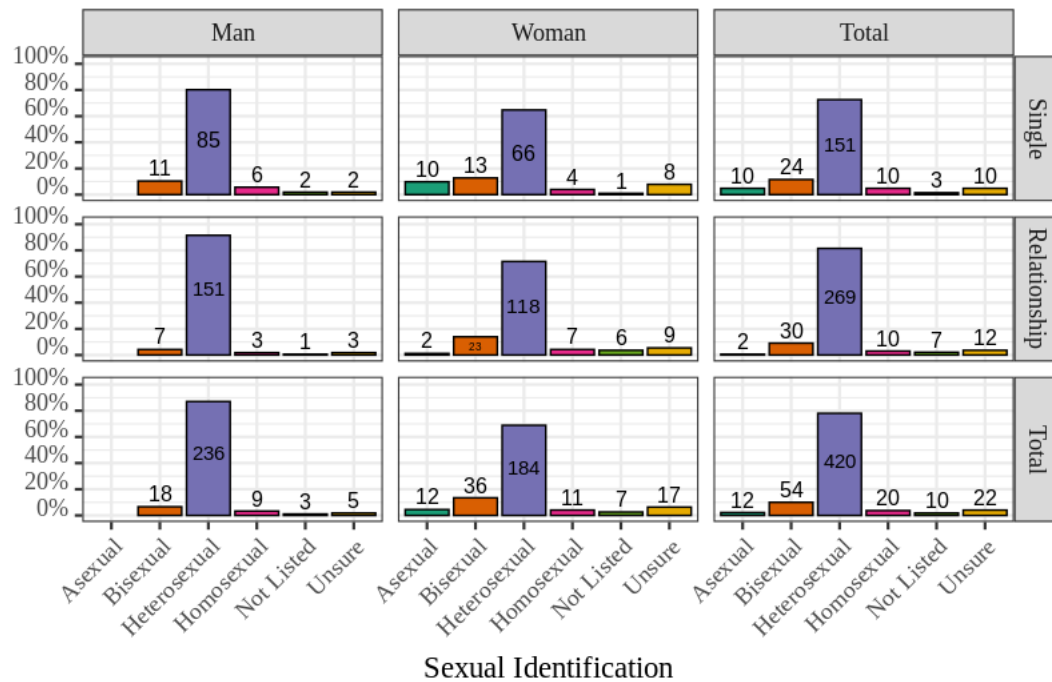 Man Woman Total
100%
80%
60%
40%
20%
0%
11 85 6 2 2
10 13 66 4 1 8
10 24 151 10 3 10
Single
100%
80%
60%
40%
20%
0%
7 151 3 1 3
2 23 118 7 6 9
2 30 269 10 7 12
Relationship
100%
80%
60%
40%
20%
0%
18 236 9 3 5
12 36 184 11 7 17
12 54 420 20 10 22
Total
Asexual Bisexual Heterosexual Homosexual Not Listed Unsure
Asexual Bisexual Heterosexual Homosexual Not Listed Unsure
Asexual Bisexual Heterosexual Homosexual Not Listed Unsure
Sexual Identification